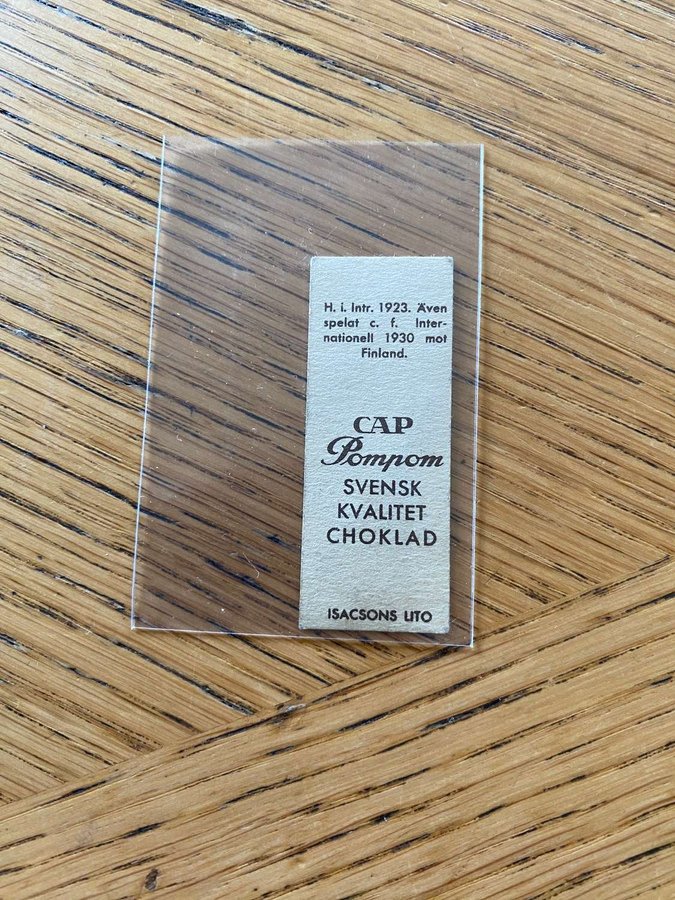 H. i. Intr. 1923. Även
spelat c. f. Inter-
nationell 1930 mot
Finland.
CAP
Pompom
SVENSK
KVALITET
CHOKLAD
ISACSONS LITO